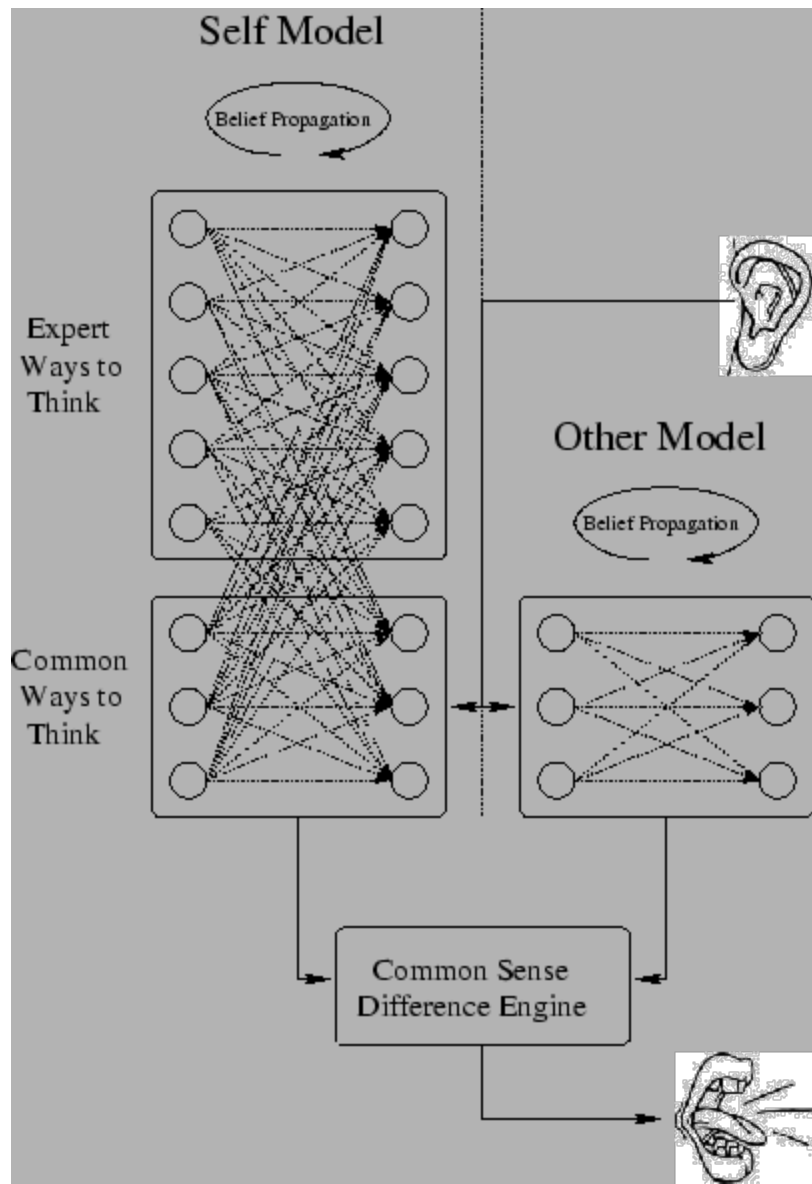 Self Model
Belief Propagation
Expert
Ways to
Think
Other Model
Belief Propagation
Common
Ways to
Think
Common Sense
Difference Engine